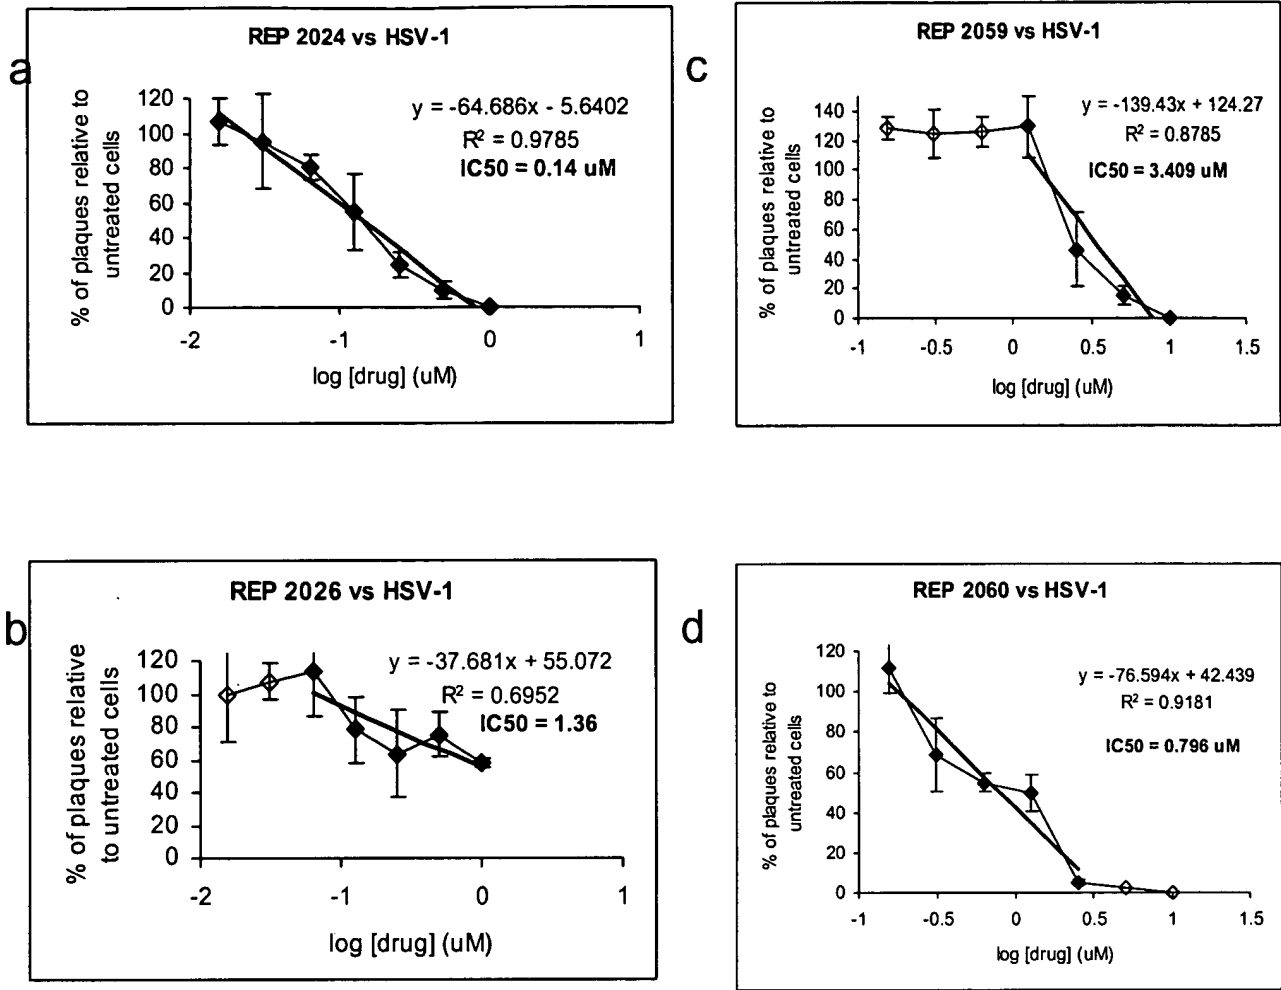 a
REP 2024 vs HSV-1
y = -64.686x - 5.6402
R² = 0.9785
IC50 = 0.14 uM
% of plaques relative to
untreated cells
120
100
80
60
40
20
0
-2
-1
0
1
log [drug] (uM)
c
REP 2059 vs HSV-1
y = -139.43x + 124.27
R² = 0.8785
IC50 = 3.409 uM
% of plaques relative to
untreated cells
140
120
100
80
60
40
20
0
-1
-0.5
0
0.5
1
1.5
log [drug] (uM)
b
REP 2026 vs HSV-1
y = -37.681x + 55.072
R² = 0.6952
IC50 = 1.36
% of plaques relative
to untreated cells
120
100
80
60
40
20
0
-2
-1
0
1
log [drug] (uM)
d
REP 2060 vs HSV-1
y = -76.594x + 42.439
R² = 0.9181
IC50 = 0.796 uM
% of plaques relative to
untreated cells
120
100
80
60
40
20
0
-1
-0.5
0
0.5
1
1.5
log [drug] (uM)